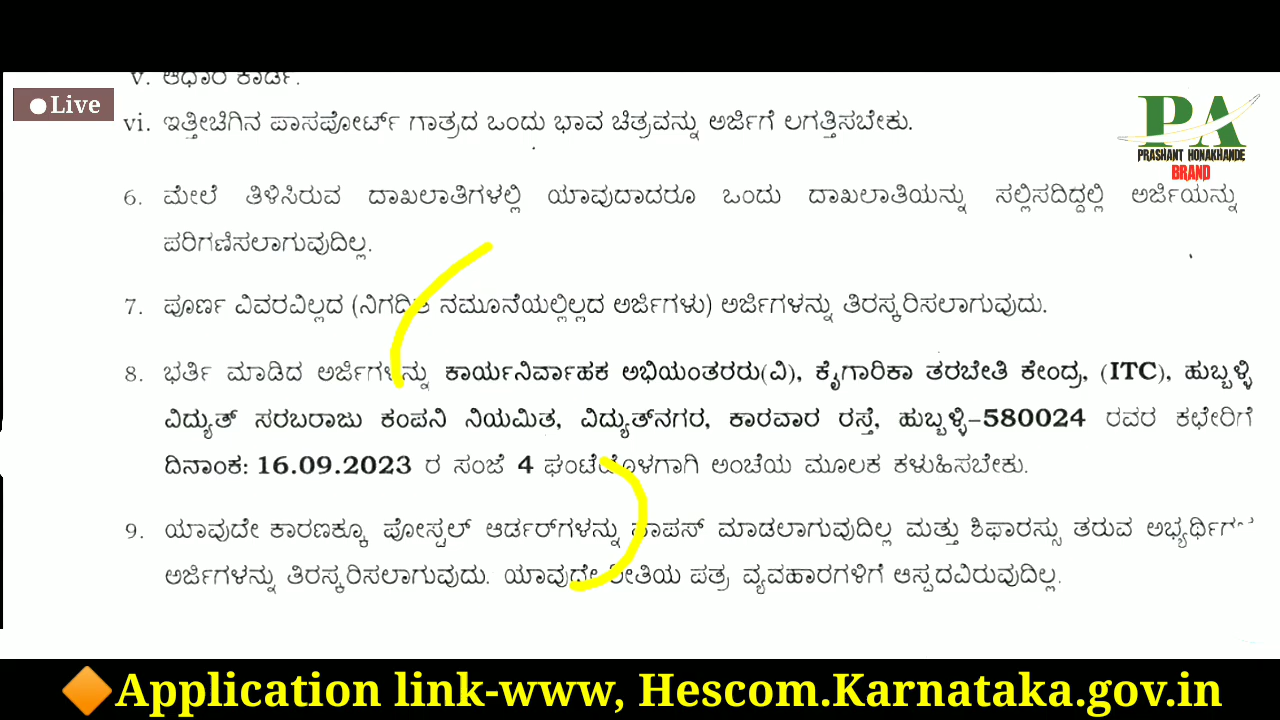 v. ಆಧಾರ ಕಾರ್ಡ.
Live
vi. ಇತ್ತೀಚಿಗಿನ ಪಾಸಪೋರ್ಟ್ ಗಾತ್ರದ ಒಂದು ಭಾವ ಚಿತ್ರವನ್ನು ಅರ್ಜಿಗೆ ಲಗತ್ತಿಸಬೇಕು.
PA
PRASHANT HONAKHANDE
BRAND
6. ಮೇಲೆ ತಿಳಿಸಿರುವ ದಾಖಲಾತಿಗಳಲ್ಲಿ ಯಾವುದಾದರೂ ಒಂದು ದಾಖಲಾತಿಯನ್ನು ಸಲ್ಲಿಸದಿದ್ದಲ್ಲಿ ಅರ್ಜಿಯನ್ನು
ಪರಿಗಣಿಸಲಾಗುವುದಿಲ್ಲ.
7. ಪೂರ್ಣ ವಿವರವಿಲ್ಲದ (ನಿಗದಿತ ನಮೂನೆಯಲ್ಲಿಲ್ಲದ ಅರ್ಜಿಗಳು) ಅರ್ಜಿಗಳನ್ನು ತಿರಸ್ಕರಿಸಲಾಗುವುದು.
8. ಭರ್ತಿ ಮಾಡಿದ ಅರ್ಜಿಗಳನ್ನು ಕಾರ್ಯನಿರ್ವಾಹಕ ಅಭಿಯಂತರರು(ವಿ), ಕೈಗಾರಿಕಾ ತರಬೇತಿ ಕೇಂದ್ರ, (ITC), ಹುಬ್ಬಳ್ಳಿ
ವಿದ್ಯುತ್ ಸರಬರಾಜು ಕಂಪನಿ ನಿಯಮಿತ, ವಿದ್ಯುತ್‌ನಗರ, ಕಾರವಾರ ರಸ್ತೆ, ಹುಬ್ಬಳ್ಳಿ-580024 ರವರ ಕಛೇರಿಗೆ
ದಿನಾಂಕ: 16.09.2023 ರ ಸಂಜೆ 4 ಘಂಟೆಯೊಳಗಾಗಿ ಅಂಚೆಯ ಮೂಲಕ ಕಳುಹಿಸಬೇಕು.
9. ಯಾವುದೇ ಕಾರಣಕ್ಕೂ ಪೋಸ್ಟಲ್ ಆರ್ಡರ್‌ಗಳನ್ನು ವಾಪಸ್ ಮಾಡಲಾಗುವುದಿಲ್ಲ ಮತ್ತು ಶಿಫಾರಸ್ಸು ತರುವ
ಅರ್ಜಿಗಳನ್ನು ತಿರಸ್ಕರಿಸಲಾಗುವುದು. ಯಾವುದೇ ರೀತಿಯ ಪತ್ರ ವ್ಯವಹಾರಗಳಿಗೆ ಆಸ್ಪದವಿರುವುದಿಲ್ಲ.
Application link-www, Hescom.Karnataka.gov.in